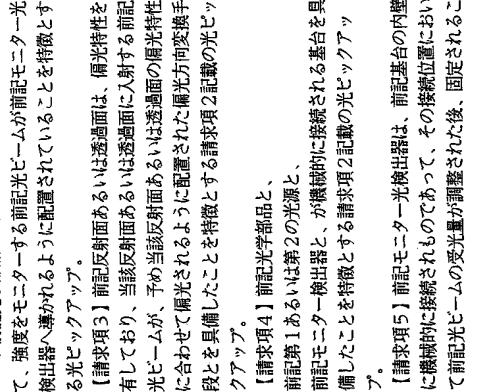 て、強度をモニターする前記光ビームが前記モニター光
検出器へ導かれるように配置されていることを特徴とす
る光ピックアップ。
【請求項3】前記反射面あるいは透過面は、偏光特性を
有しており、当該反射面あるいは透過面に入射する前記
光ビームが、予め当該反射面あるいは透過面の偏光特性
に合わせて偏光されるように配置された偏光方向変換手
段とを具備したことを特徴とする請求項2記載の光ピッ
クアップ。
【請求項4】前記光学部品と、
前記第1あるいは第2の光源と、
前記モニター検出器と、が機械的に接続される基台を具
備したことを特徴とする請求項2記載の光ピックアッ
プ。
【請求項5】前記モニター光検出器は、前記基台の内壁
に機械的に接続されものであって、その接続位置におい
、前記光ビームの受光量が調整された後、固定されるこ